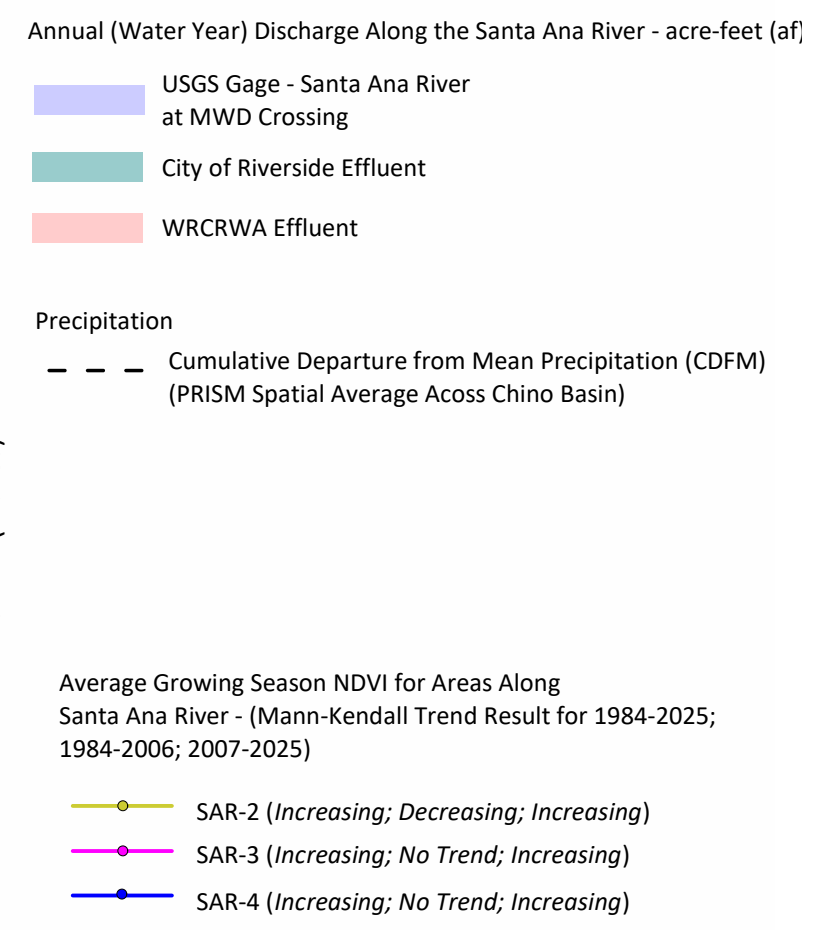 Annual (Water Year) Discharge Along the Santa Ana River - acre-feet (af)
USGS Gage - Santa Ana River
at MWD Crossing
City of Riverside Effluent
WRCRWA Effluent
Precipitation
Cumulative Departure from Mean Precipitation (CDFM)
(PRISM Spatial Average Acoss Chino Basin)
Average Growing Season NDVI for Areas Along
Santa Ana River - (Mann-Kendall Trend Result for 1984-2025;
1984-2006; 2007-2025)
SAR-2 (Increasing; Decreasing; Increasing)
SAR-3 (Increasing; No Trend; Increasing)
SAR-4 (Increasing; No Trend; Increasing)